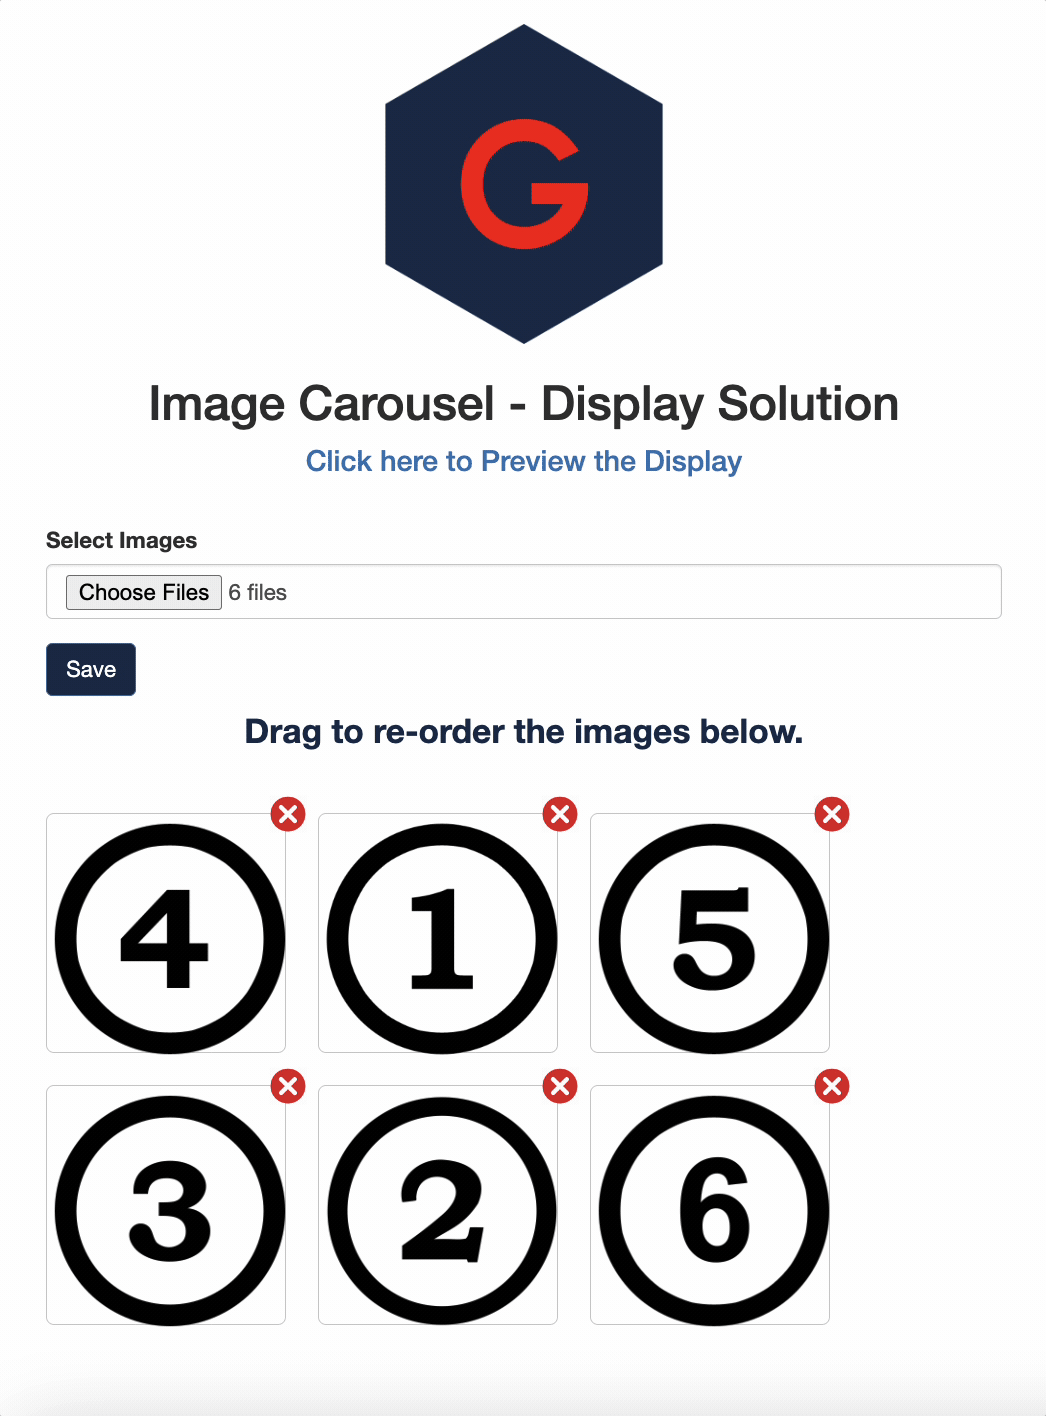 G
Image Carousel - Display Solution
Click here to Preview the Display
Select Images
Choose Files 6 files
Save
Drag to re-order the images below.
4 1 5
3 2 6